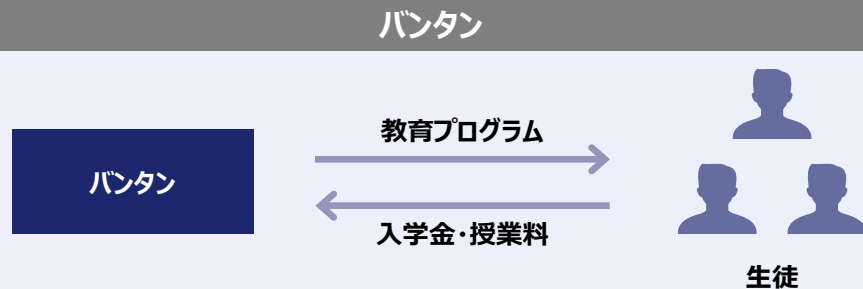 バンタン
教育プログラム
バンタン
入学金・授業料
生徒